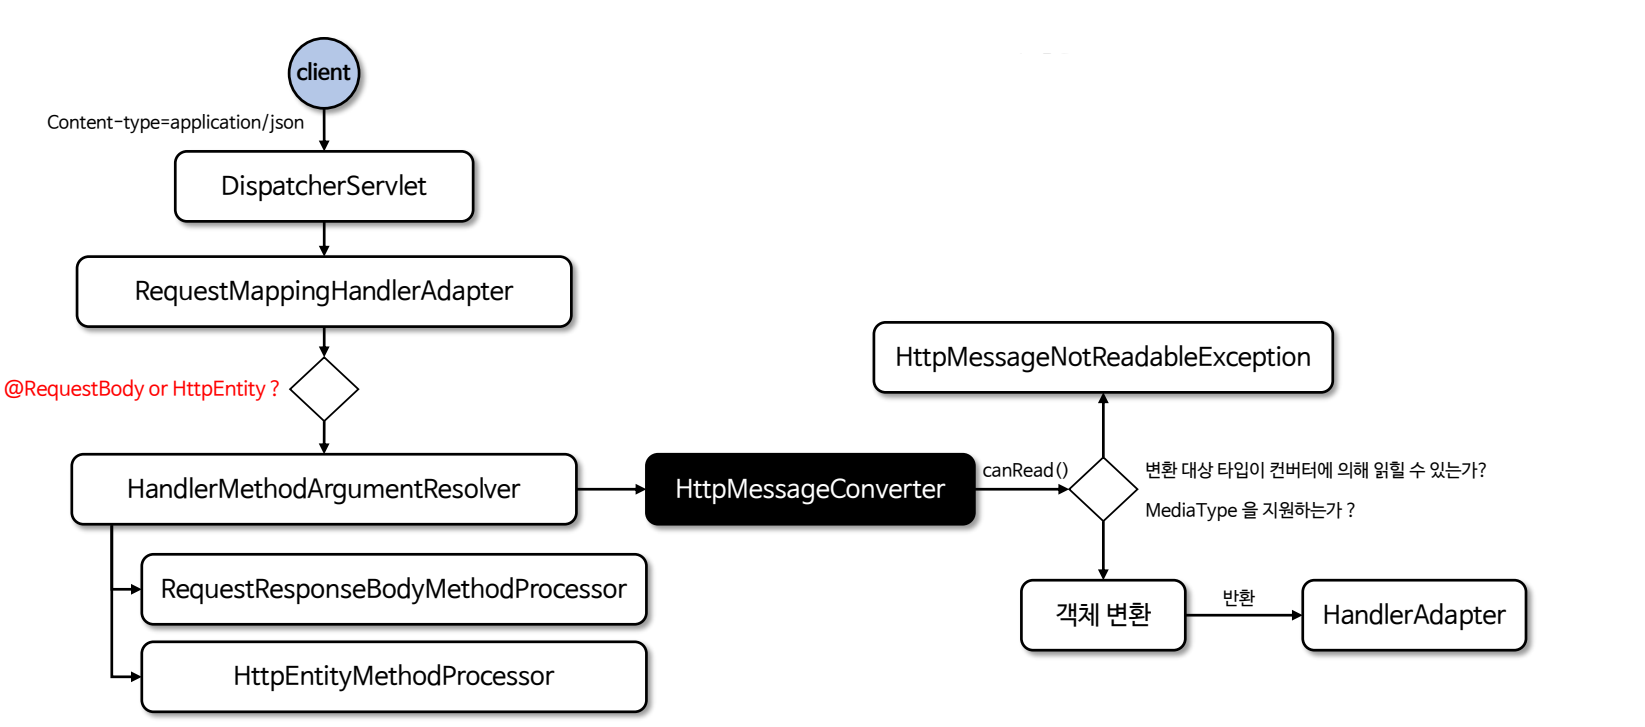 client
Content-type=application/json
DispatcherServlet
RequestMappingHandlerAdapter
@RequestBody or HttpEntity ?
HandlerMethodArgumentResolver
RequestResponseBodyMethodProcessor
HttpEntityMethodProcessor
HttpMessageConverter
canRead()
HttpMessageNotReadableException
변환 대상 타입이 컨버터에 의해 읽힐 수 있는가?
MediaType 을 지원하는가 ?
객체 변환
반환
HandlerAdapter